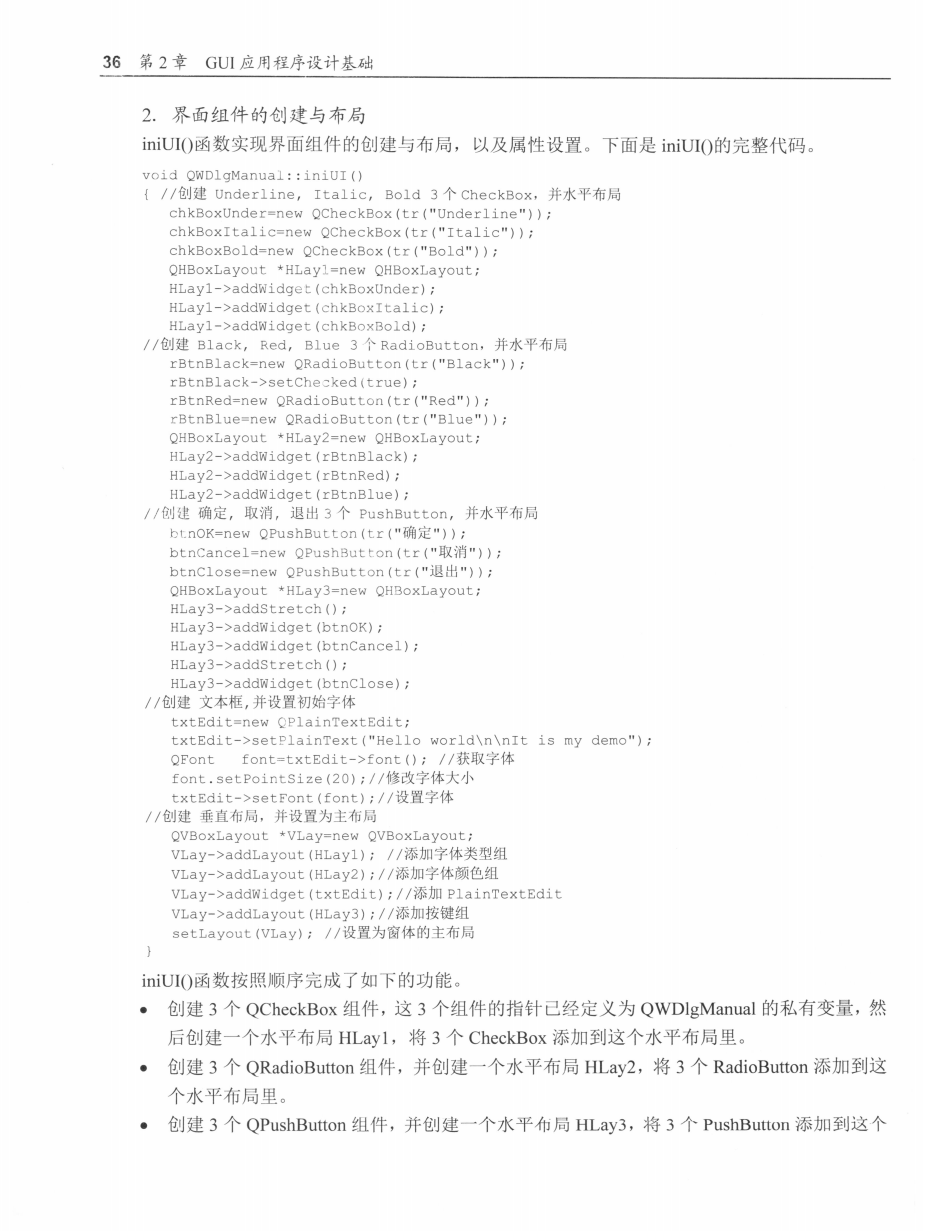 36 第 2 章 GUI 应用程序设计基础
2. 界面组件的创建与布局
iniUI()函数实现界面组件的创建与布局，以及属性设置。下面是 iniUI()的完整代码。
void QWDlgManual::iniUI()
{ //创建 Underline, Italic, Bold 3 个 CheckBox，并水平布局
chkBoxUnder=new QCheckBox(tr("Underline"));
chkBoxItalic=new QCheckBox(tr("Italic"));
chkBoxBold=new QCheckBox(tr("Bold"));
QHBoxLayout *HLay1=new QHBoxLayout;
HLay1->addWidget(chkBoxUnder);
HLay1->addWidget(chkBoxItalic);
HLay1->addWidget(chkBoxBold);
//创建 Black, Red, Blue 3 个 RadioButton，并水平布局
rBtnBlack=new QRadioButton(tr("Black"));
rBtnBlack->setChecked(true);
rBtnRed=new QRadioButton(tr("Red"));
rBtnBlue=new QRadioButton(tr("Blue"));
QHBoxLayout *HLay2=new QHBoxLayout;
HLay2->addWidget(rBtnBlack);
HLay2->addWidget(rBtnRed);
HLay2->addWidget(rBtnBlue);
//创建 确定, 取消, 退出 3 个 PushButton, 并水平布局
btnOK=new QPushButton(tr("确定"));
btnCancel=new QPushButton(tr("取消"));
btnClose=new QPushButton(tr("退出"));
QHBoxLayout *HLay3=new QHBoxLayout;
HLay3->addStretch();
HLay3->addWidget(btnOK);
HLay3->addWidget(btnCancel);
HLay3->addStretch();
HLay3->addWidget(btnClose);
//创建 文本框,并设置初始字体
txtEdit=new QPlainTextEdit;
txtEdit->setPlainText("Hello world\n\nIt is my demo");
QFont font=txtEdit->font(); //获取字体
font.setPointSize(20);//修改字体大小
txtEdit->setFont(font);//设置字体
//创建 垂直布局，并设置为主布局
QVBoxLayout *VLay=new QVBoxLayout;
VLay->addLayout(HLay1); //添加字体类型组
VLay->addLayout(HLay2);//添加字体颜色组
VLay->addWidget(txtEdit);//添加 PlainTextEdit
VLay->addLayout(HLay3);//添加按键组
setLayout(VLay); //设置为窗体的主布局
}
iniUI()函数按照顺序完成了如下的功能。
• 创建 3 个 QCheckBox 组件，这 3 个组件的指针已经定义为 QWDlgManual 的私有变量，然
后创建一个水平布局 HLay1，将 3 个 CheckBox 添加到这个水平布局里。
• 创建 3 个 QRadioButton 组件，并创建一个水平布局 HLay2，将 3 个 RadioButton 添加到这
个水平布局里。
• 创建 3 个 QPushButton 组件，并创建一个水平布局 HLay3，将 3 个 PushButton 添加到这个